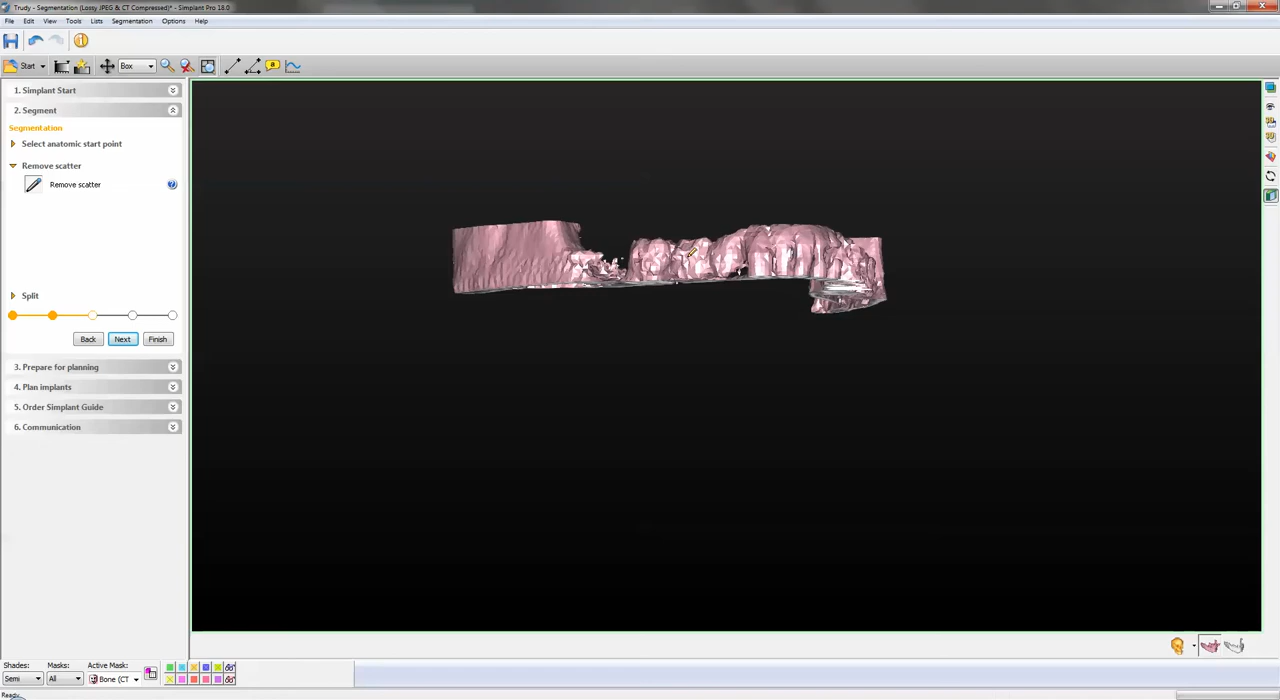 Trudy - Segmentation (Lossy JPEG & CT Compressed)* - Simplant Pro 18.0
File Edit View Tools Lists Segmentation Options Help
Start Box
1. Simplant Start
2. Segment
Segmentation
Select anatomic start point
Remove scatter
Remove scatter
Split
Back Next Finish
3. Prepare for planning
4. Plan implants
5. Order Simplant Guide
6. Communication
Shades: Masks: Active Mask:
Semi All Bone (CT
Ready